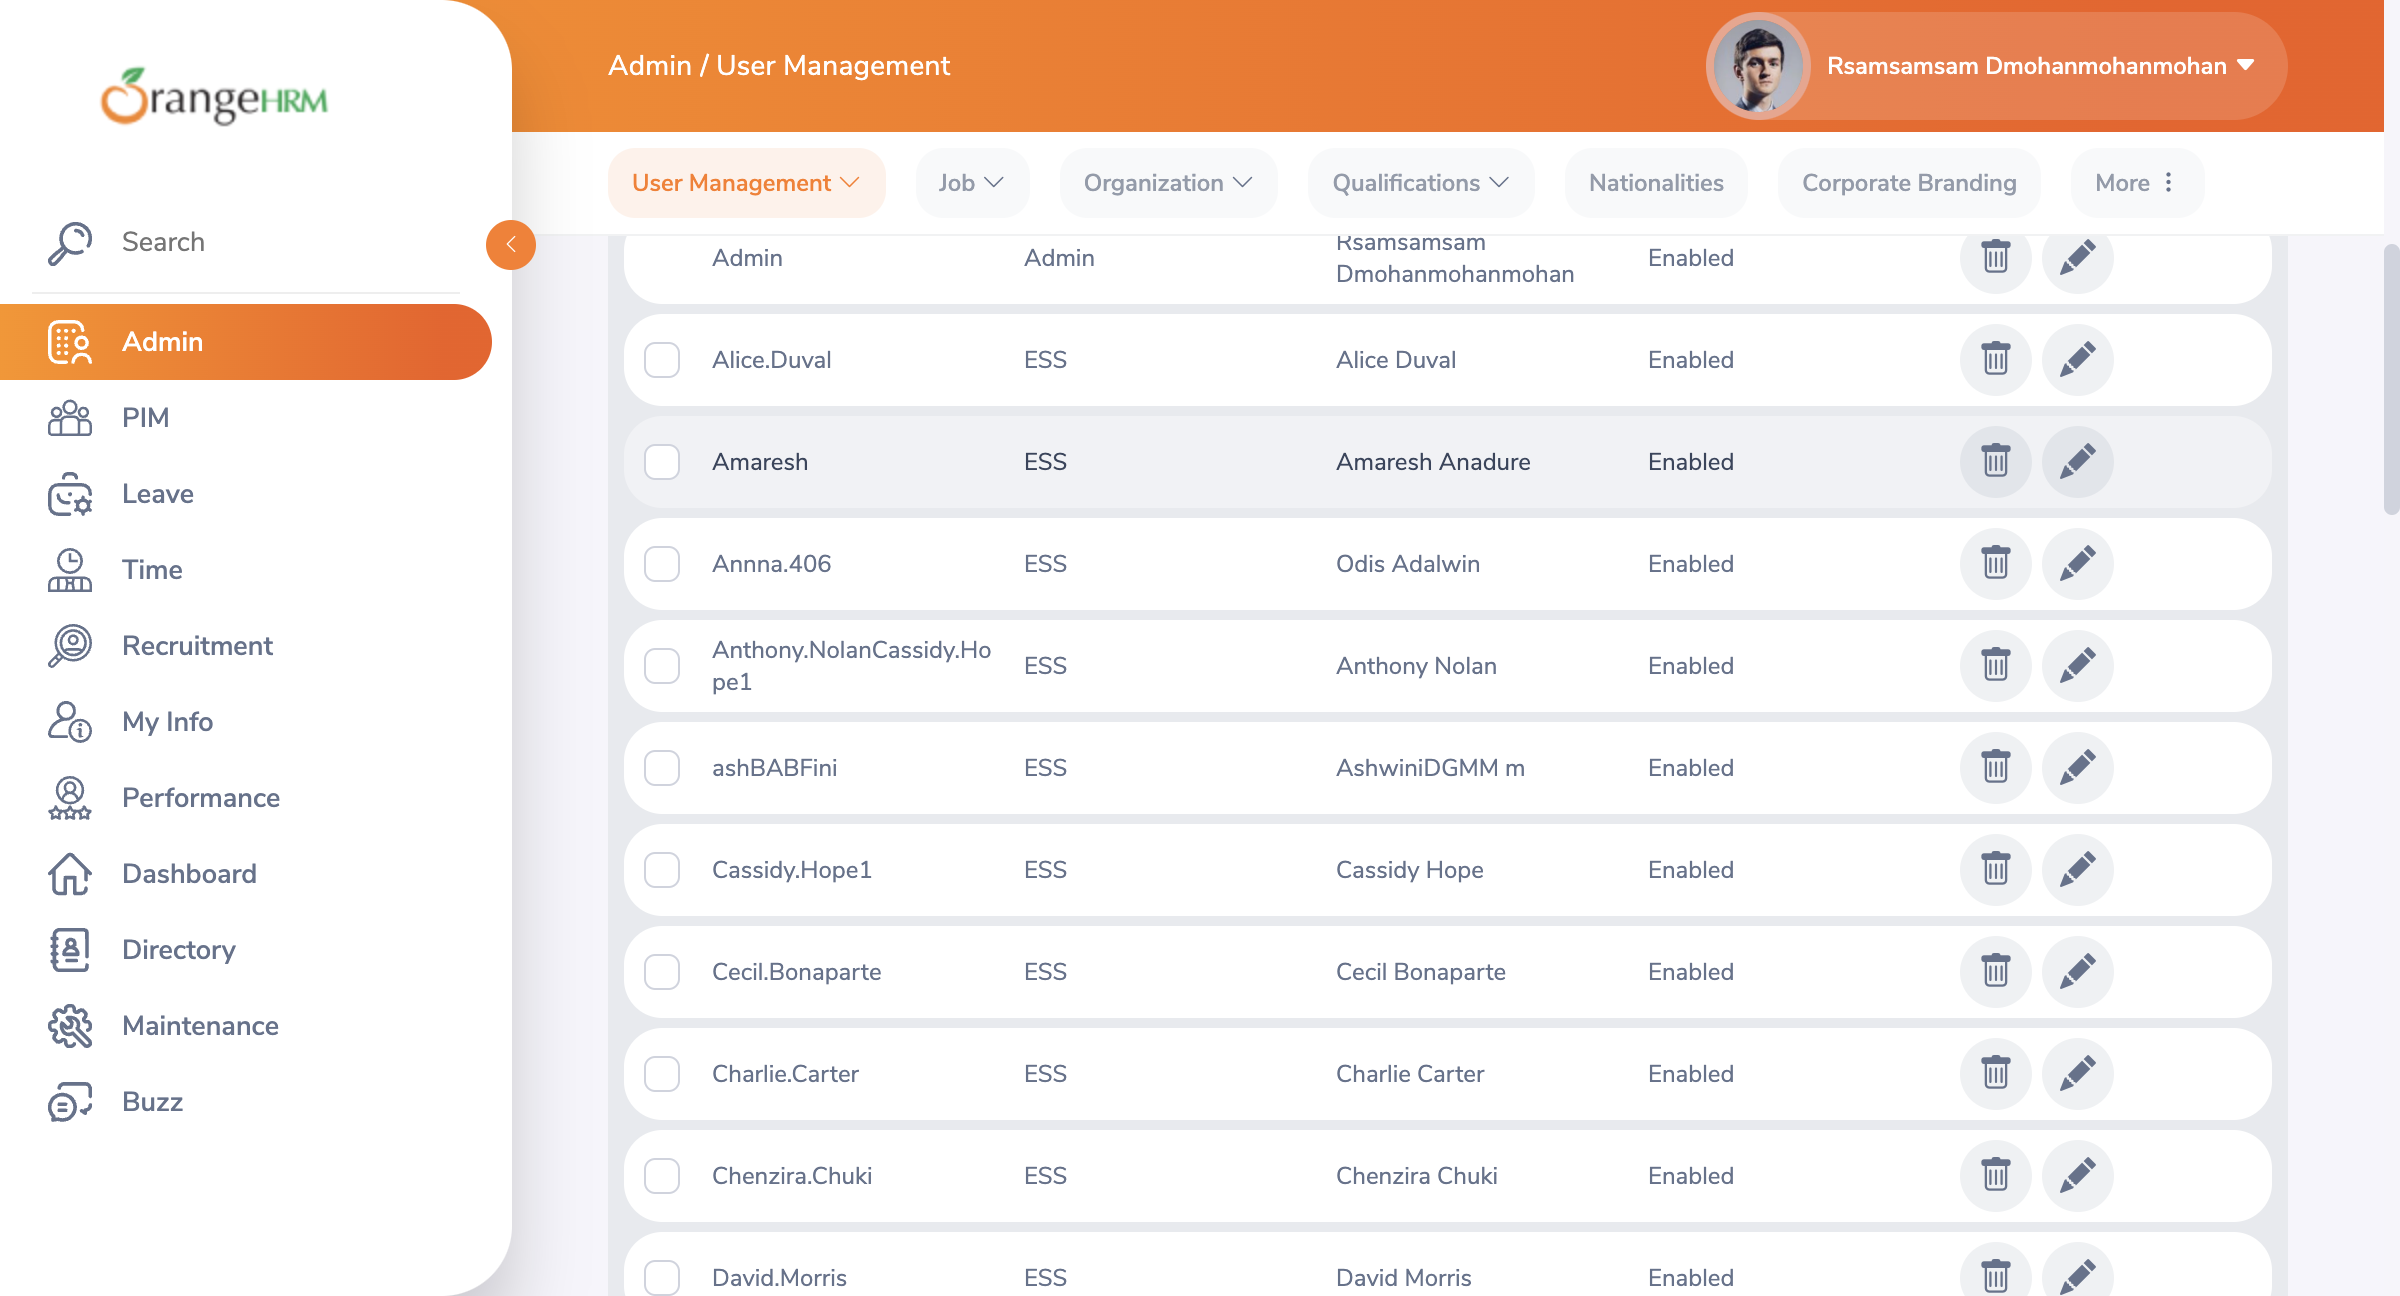 OrangeHRM
Admin / User Management
Rsamsamsam Dmohanmohanmohan
User Management
Job
Organization
Qualifications
Nationalities
Corporate Branding
More
Search
Admin
PIM
Leave
Time
Recruitment
My Info
Performance
Dashboard
Directory
Maintenance
Buzz
Admin Admin Rsamsamsam Enabled
Dmohanmohanmohan
Alice.Duval ESS Alice Duval Enabled
Amaresh ESS Amaresh Anadure Enabled
Annna.406 ESS Odis Adalwin Enabled
Anthony.NolanCassidy.Ho ESS Anthony Nolan Enabled
pe1
ashBABFini ESS AshwiniDGMM m Enabled
Cassidy.Hope1 ESS Cassidy Hope Enabled
Cecil.Bonaparte ESS Cecil Bonaparte Enabled
Charlie.Carter ESS Charlie Carter Enabled
Chenzira.Chuki ESS Chenzira Chuki Enabled
David.Morris ESS David Morris Enabled